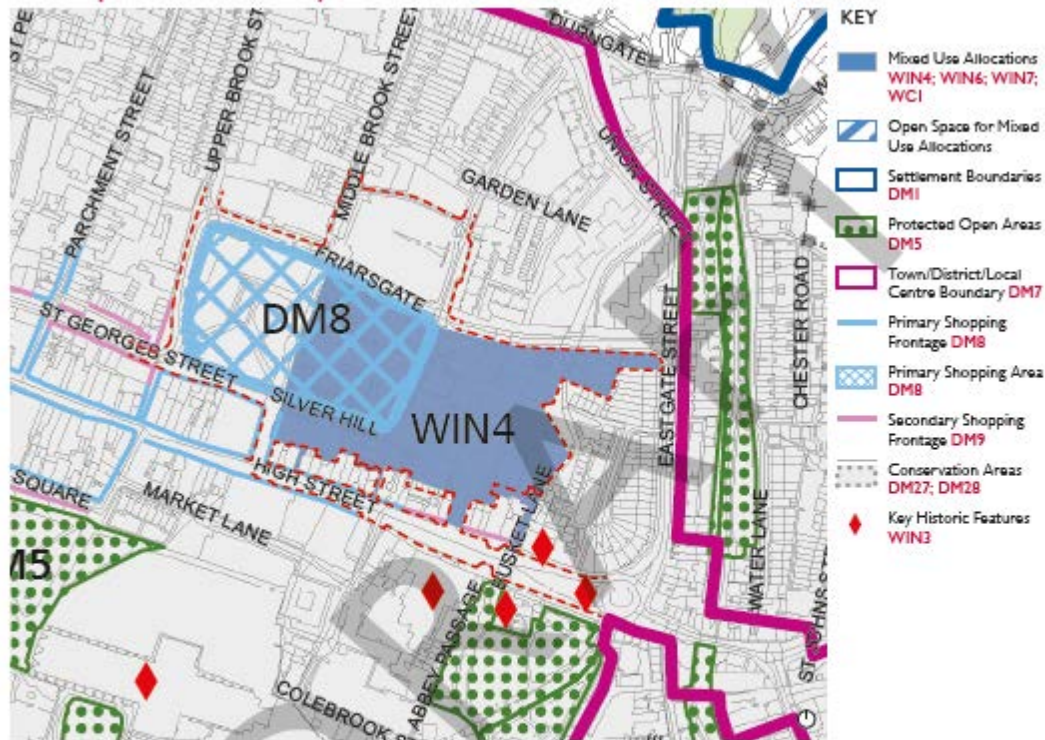 DURNGATE
UPPER BROOK ST
MIDDLE BROOK STREET
PARCHMENT STREET
UNION STREET
GARDEN LANE
FRIARSGATE
DM8
ST GEORGES STREET
SILVER HILL
WIN4
EASTGATE STREET
CHESTER ROAD
HIGH STREET
SQUARE
MARKET LANE
BUSKET LANE
WATER LANE
M5
ABBEY PASSAGE
COLEBROOK ST
DRAFT
KEY
Mixed Use Allocations
WIN4; WIN6; WIN7;
WC1
Open Space for Mixed
Use Allocations
Settlement Boundaries
DM1
Protected Open Areas
DM5
Town/District/Local
Centre Boundary DM7
Primary Shopping
Frontage DM8
Primary Shopping Area
DM8
Secondary Shopping
Frontage DM9
Conservation Areas
DM27; DM28
Key Historic Features
WIN3